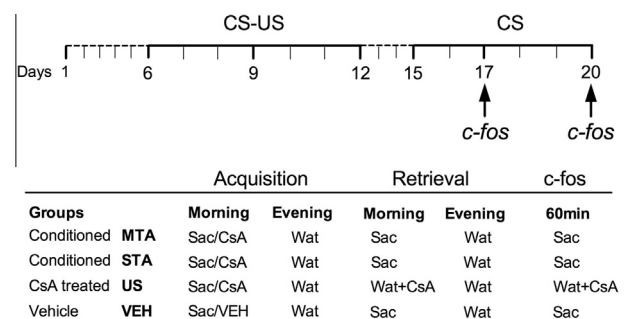 CS-US CS
Days 1 6 9 12 15 17 20
c-fos c-fos
Acquisition Retrieval c-fos
Groups Morning Evening Morning Evening 60min
Conditioned MTA Sac/CsA Wat Sac Wat Sac
Conditioned STA Sac/CsA Wat Sac Wat Sac
CsA treated US Sac/CsA Wat Wat+CsA Wat Wat+CsA
Vehicle VEH Sac/VEH Wat Sac Wat Sac